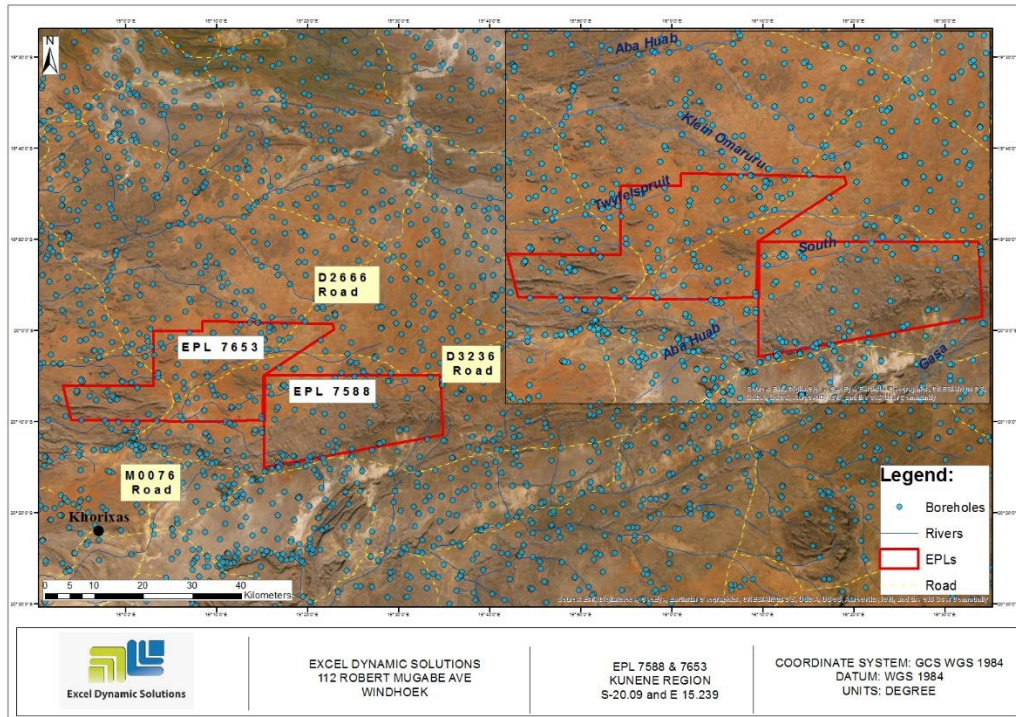 N
Aba Huab
Klein Omaruru
Twyfelspruit
South
Aba Huab
Gasa
D2666
Road
EPL 7653
D3236
Road
EPL 7588
M0076
Road
Khorixas
0 5 10 20 30 40
Kilometers
Legend:
Boreholes
Rivers
EPLs
Road
Excel Dynamic Solutions
EXCEL DYNAMIC SOLUTIONS
112 ROBERT MUGABE AVE
WINDHOEK
EPL 7588 & 7653
KUNENE REGION
S-20.09 and E 15.239
COORDINATE SYSTEM: GCS WGS 1984
DATUM: WGS 1984
UNITS: DEGREE